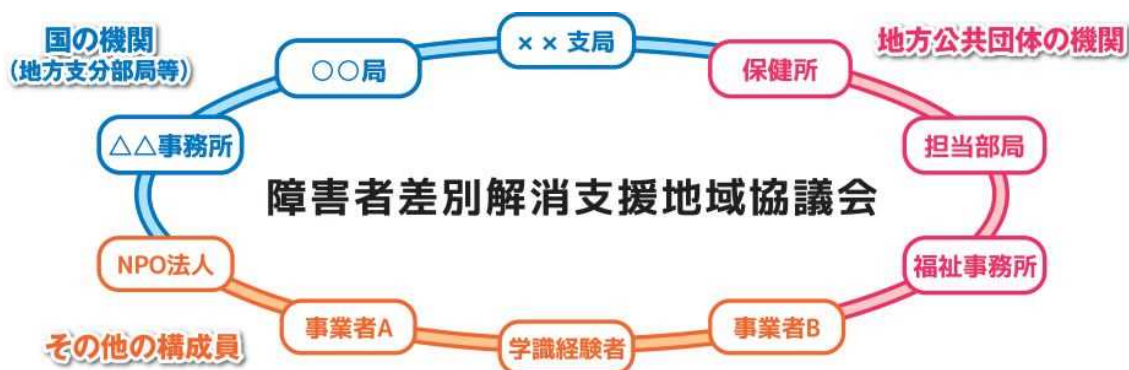 国の機関
(地方支分部局等)
××支局
地方公共団体の機関
○○局
保健所
△△事務所
担当部局
障害者差別解消支援地域協議会
NPO法人
福祉事務所
事業者A
事業者B
学識経験者
その他の構成員